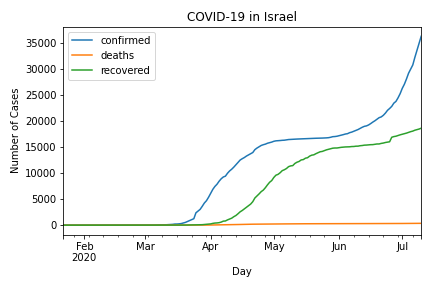 COVID-19 in Israel
confirmed
deaths
recovered
Number of Cases
35000
30000
25000
20000
15000
10000
5000
0
Feb Mar Apr May Jun Jul
2020
Day